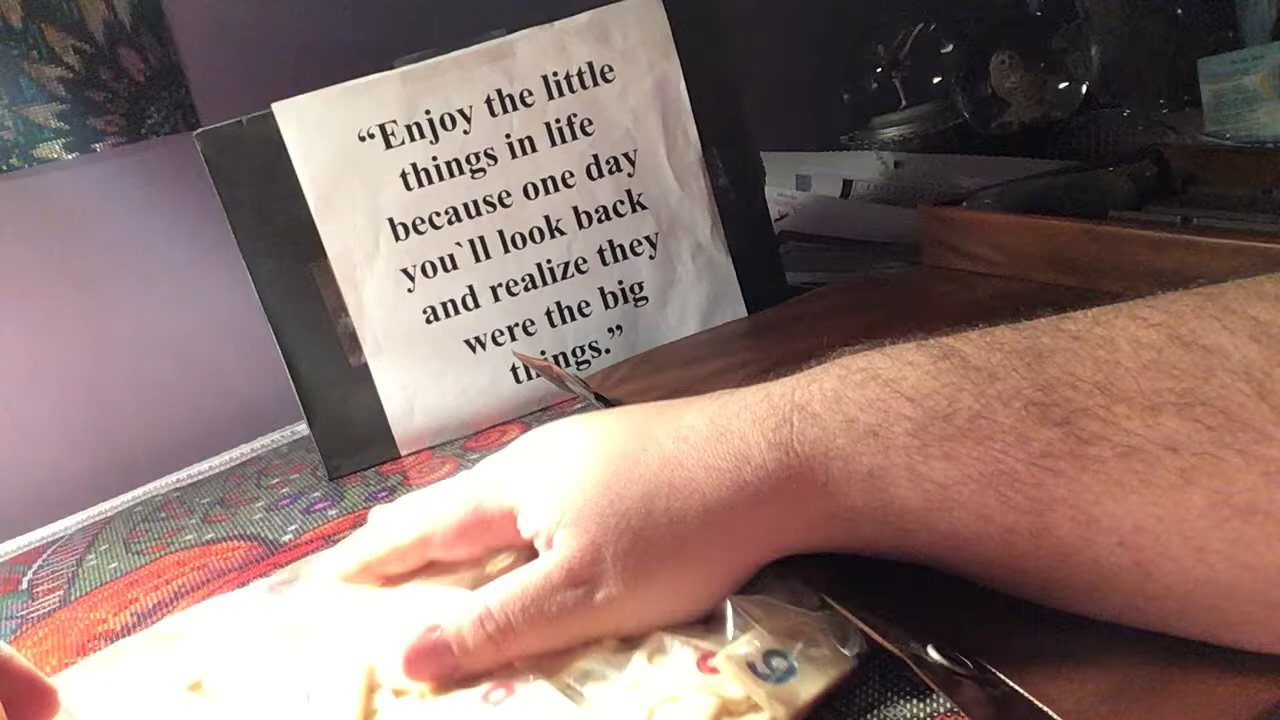 “Enjoy the little
things in life
because one day
you`ll look back
and realize they
were the big
things.”
9